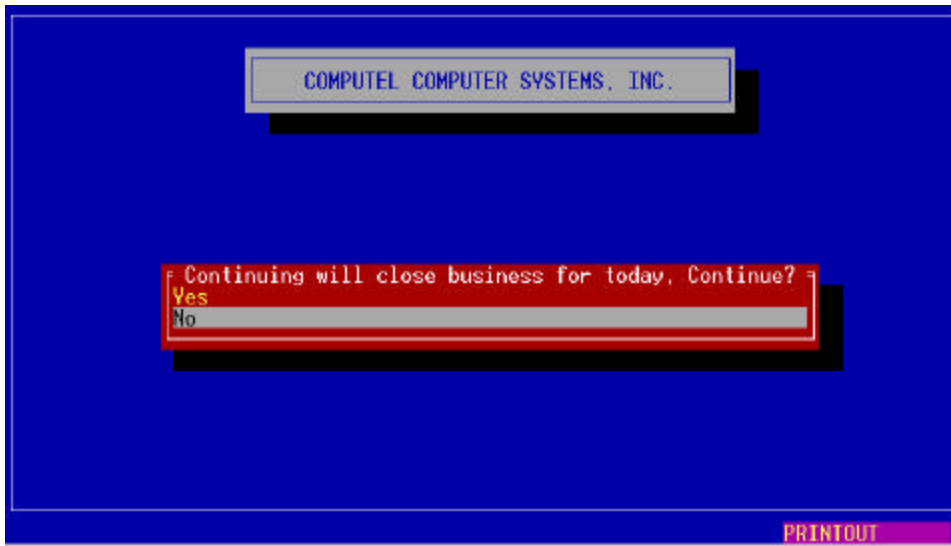 COMPUTEL COMPUTER SYSTEMS, INC.
Continuing will close business for today, Continue?
Yes
No
PRINTOUT